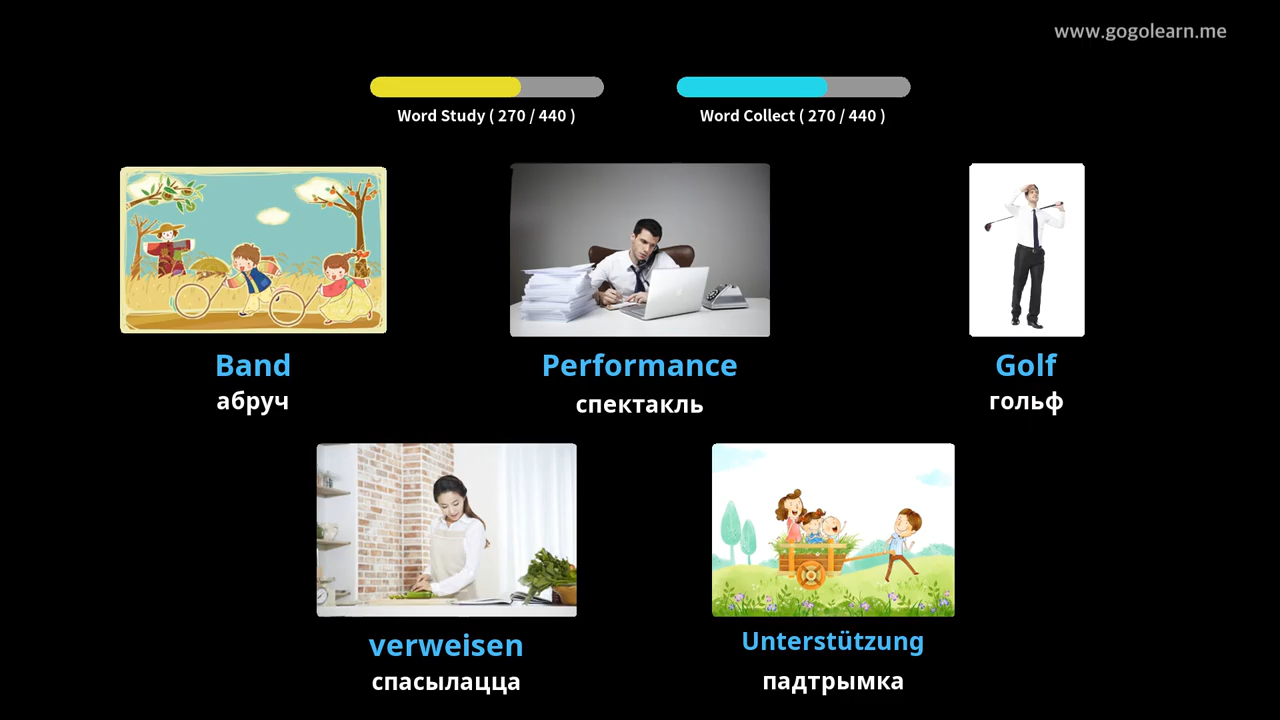 www.gogolearn.me
Word Study ( 270 / 440 )
Word Collect ( 270 / 440 )
Band
абруч
Performance
спектакль
Golf
гольф
verweisen
спасылацца
Unterstützung
падтрымка